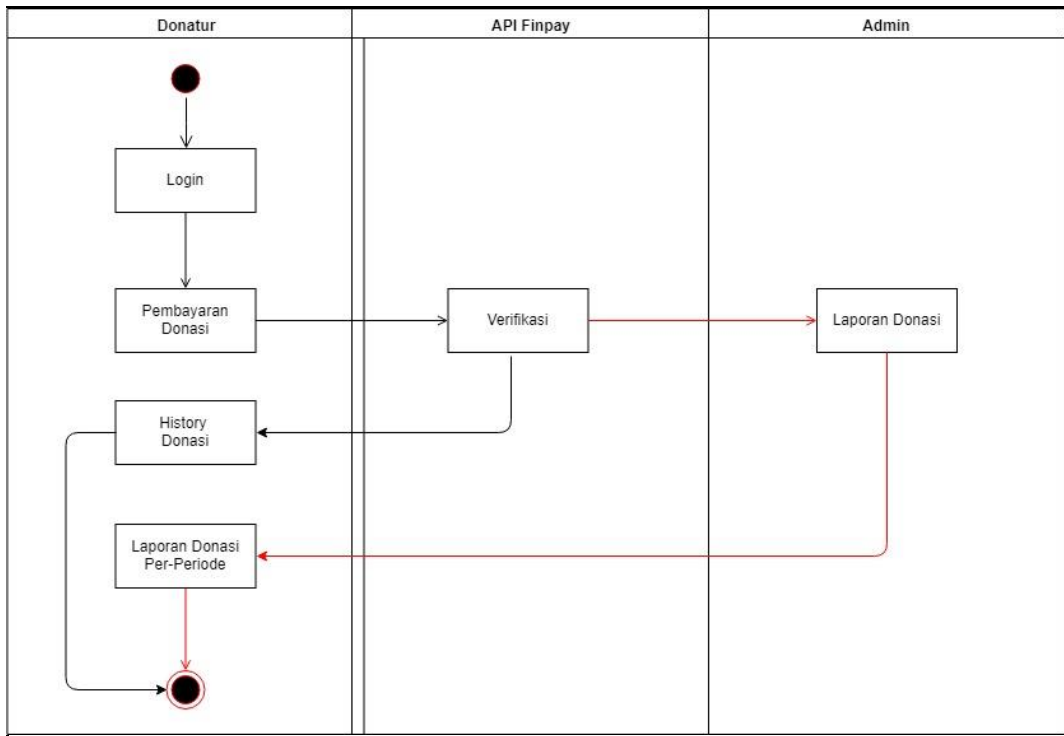 Donatur
API Finpay
Admin
Login
Pembayaran
Donasi
Verifikasi
Laporan Donasi
History
Donasi
Laporan Donasi
Per-Periode